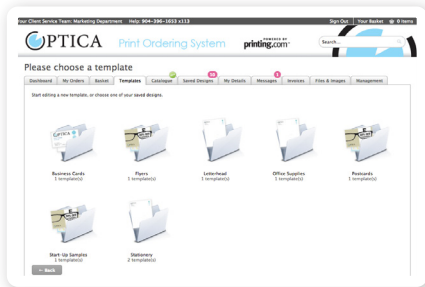 Your Client Service Team: Marketing Department Help: 904-396-1653 x113 Sign Out Your Basket 0 items
OPTICA Print Ordering System POWERED BY printing.com Search...
Please choose a template
Dashboard My Orders Basket Templates Catalogue Saved Designs My Details Messages Invoices Files & Images Management
Start editing a new template, or choose one of your saved designs.
Business Cards Flyers Letterhead Office Supplies Postcards
1 template(s) 1 template(s) 1 template(s) 1 template(s) 1 template(s)
Start-Up Samples Stationery
1 template(s) 2 template(s)
← Back